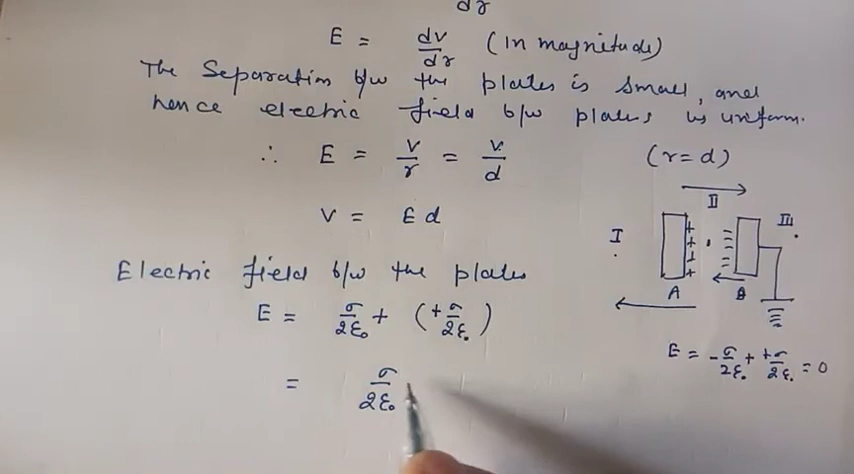 dr
E = dv/dr (in magnitude)
The Separation b/w the plates is small, and
hence electric field b/w plates is uniform.
∴ E = V/r = V/d (r=d)
V = Ed
II
I
III
+ + + +
A B
Electric field b/w the plates
E = σ/2ε₀ + (+σ/2ε₀)
E = -σ/2ε₀ + +σ/2ε₀ = 0
= σ/2ε₀